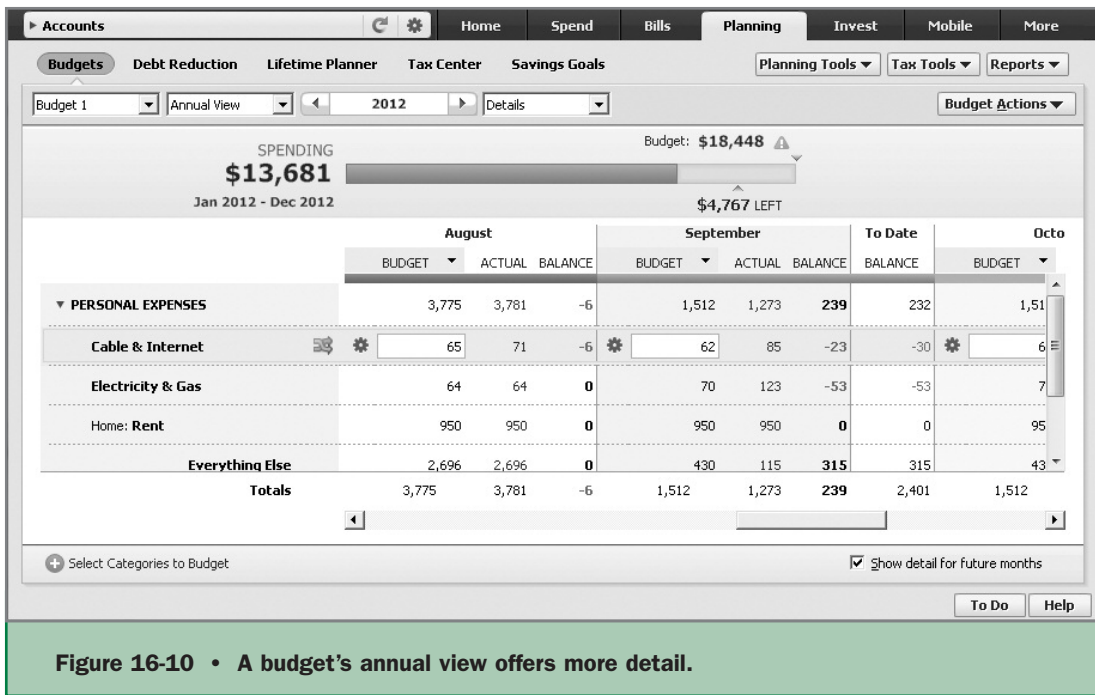 Accounts Home Spend Bills Planning Invest Mobile More
Budgets Debt Reduction Lifetime Planner Tax Center Savings Goals Planning Tools Tax Tools Reports
Budget 1 Annual View 2012 Details Budget Actions
SPENDING Budget: $18,448
$13,681
Jan 2012 - Dec 2012 $4,767 LEFT
August September To Date Octo
BUDGET ACTUAL BALANCE BUDGET ACTUAL BALANCE BALANCE BUDGET
PERSONAL EXPENSES 3,775 3,781 -6 1,512 1,273 239 232 1,51
Cable & Internet 65 71 -6 62 85 -23 -30 6
Electricity & Gas 64 64 0 70 123 -53 -53 7
Home: Rent 950 950 0 950 950 0 0 95
Everything Else 2,696 2,696 0 430 115 315 315 43
Totals 3,775 3,781 -6 1,512 1,273 239 2,401 1,512
Select Categories to Budget Show detail for future months
To Do Help
Figure 16-10 • A budget's annual view offers more detail.